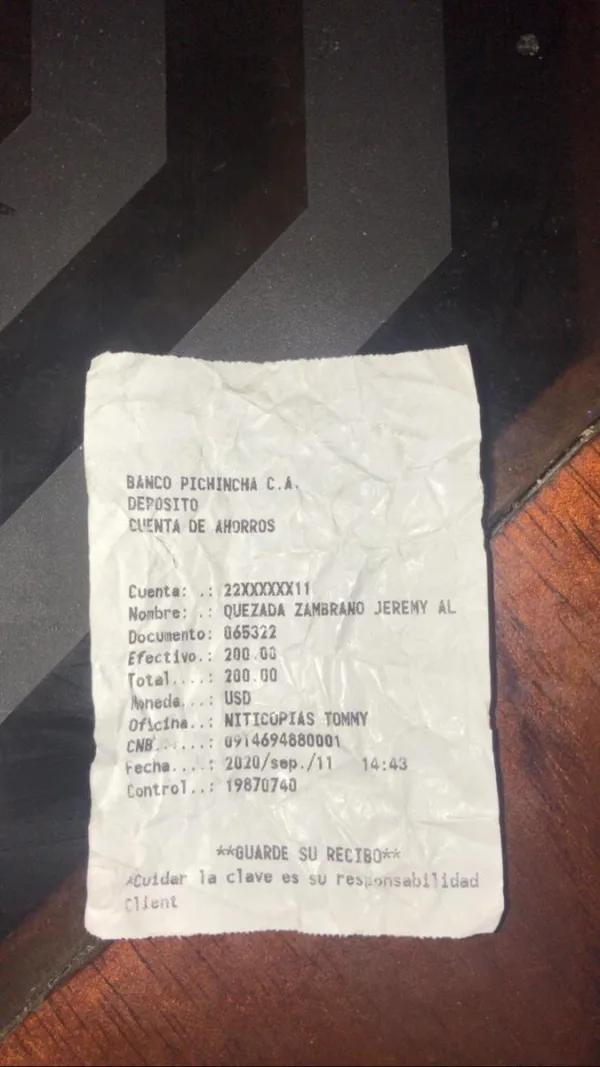 BANCO PICHINCHA C.A.
DEPOSITO
CUENTA DE AHORROS
Cuenta: .: 22XXXXXX11
Nombre: .: QUEZADA ZAMBRANO JEREMY AL
Documento: 065322
Efectivo.: 200.00
Total....: 200.00
Moneda...: USD
Oficina..: NITICOPIAS TOMMY
CNB......: 0914694880001
Fecha....: 2020/sep./11 14:43
Control..: 19870740
**GUARDE SU RECIBO**
*Cuidar la clave es su responsabilidad
Client